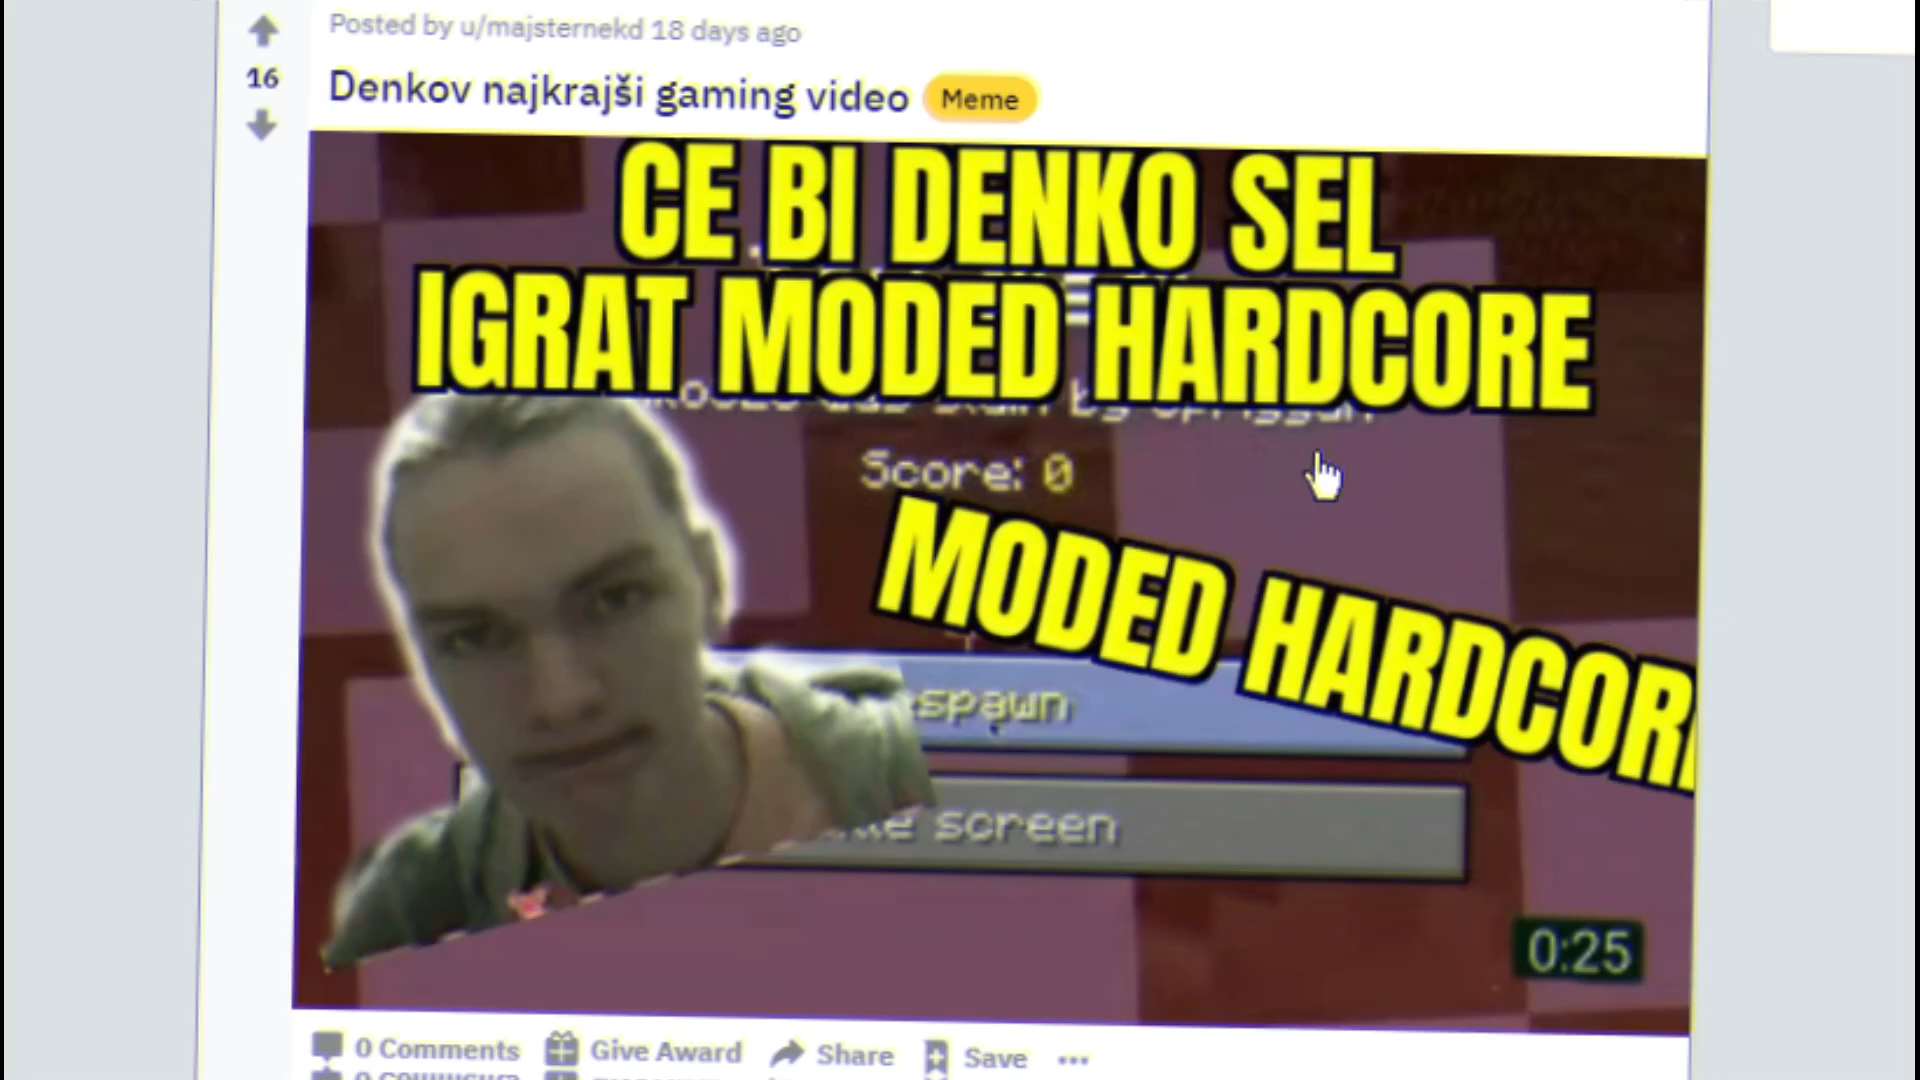 Posted by u/majsternekd 18 days ago
16
Denkov najkrajši gaming video Meme
CE BI DENKO SEL
IGRAT MODED HARDCORE
Score: 0
MODED HARDCOR
espawn
screen
0:25
0 Comments Give Award Share Save ...